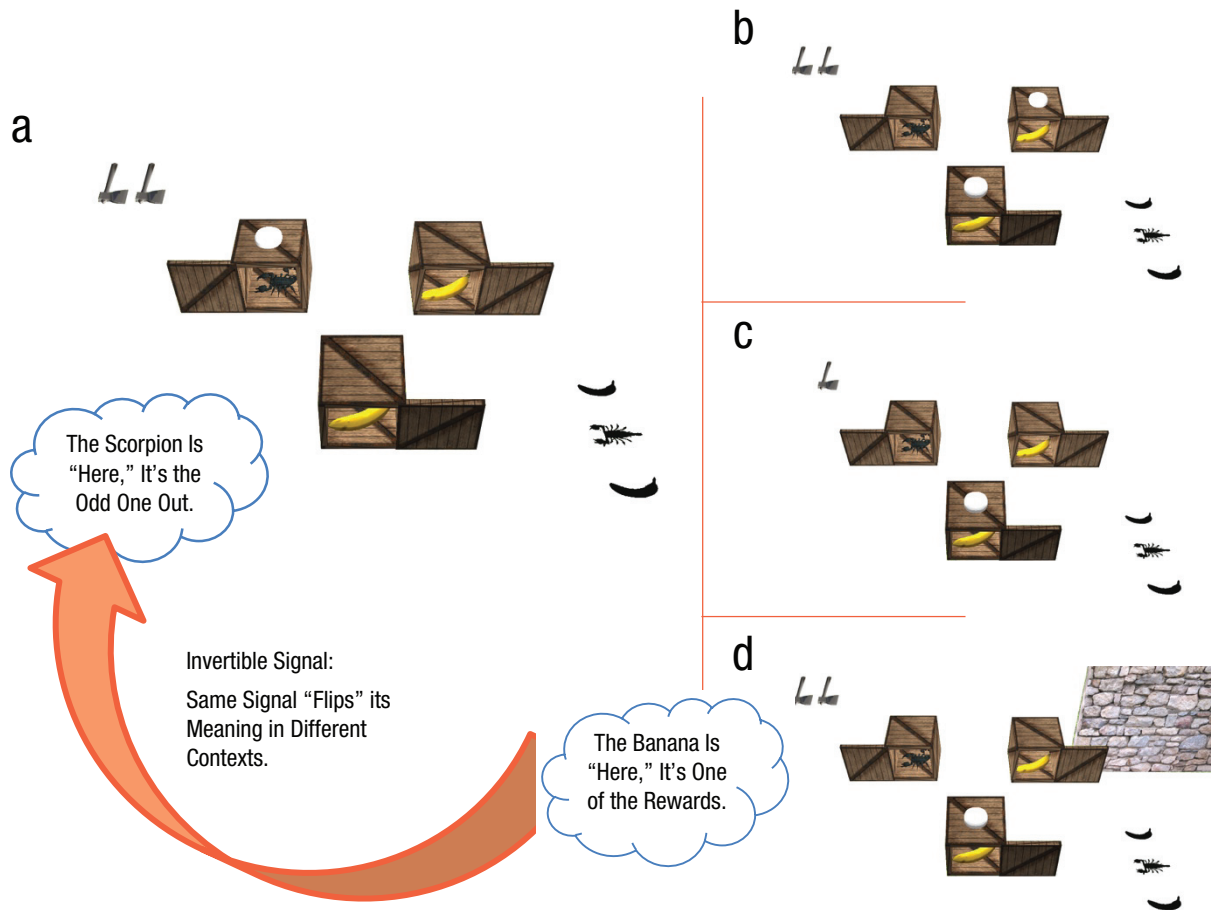 a
The Scorpion Is
“Here,” It’s the
Odd One Out.
Invertible Signal:
Same Signal “Flips” its
Meaning in Different
Contexts.
The Banana Is
“Here,” It’s One
of the Rewards.
b
c
d